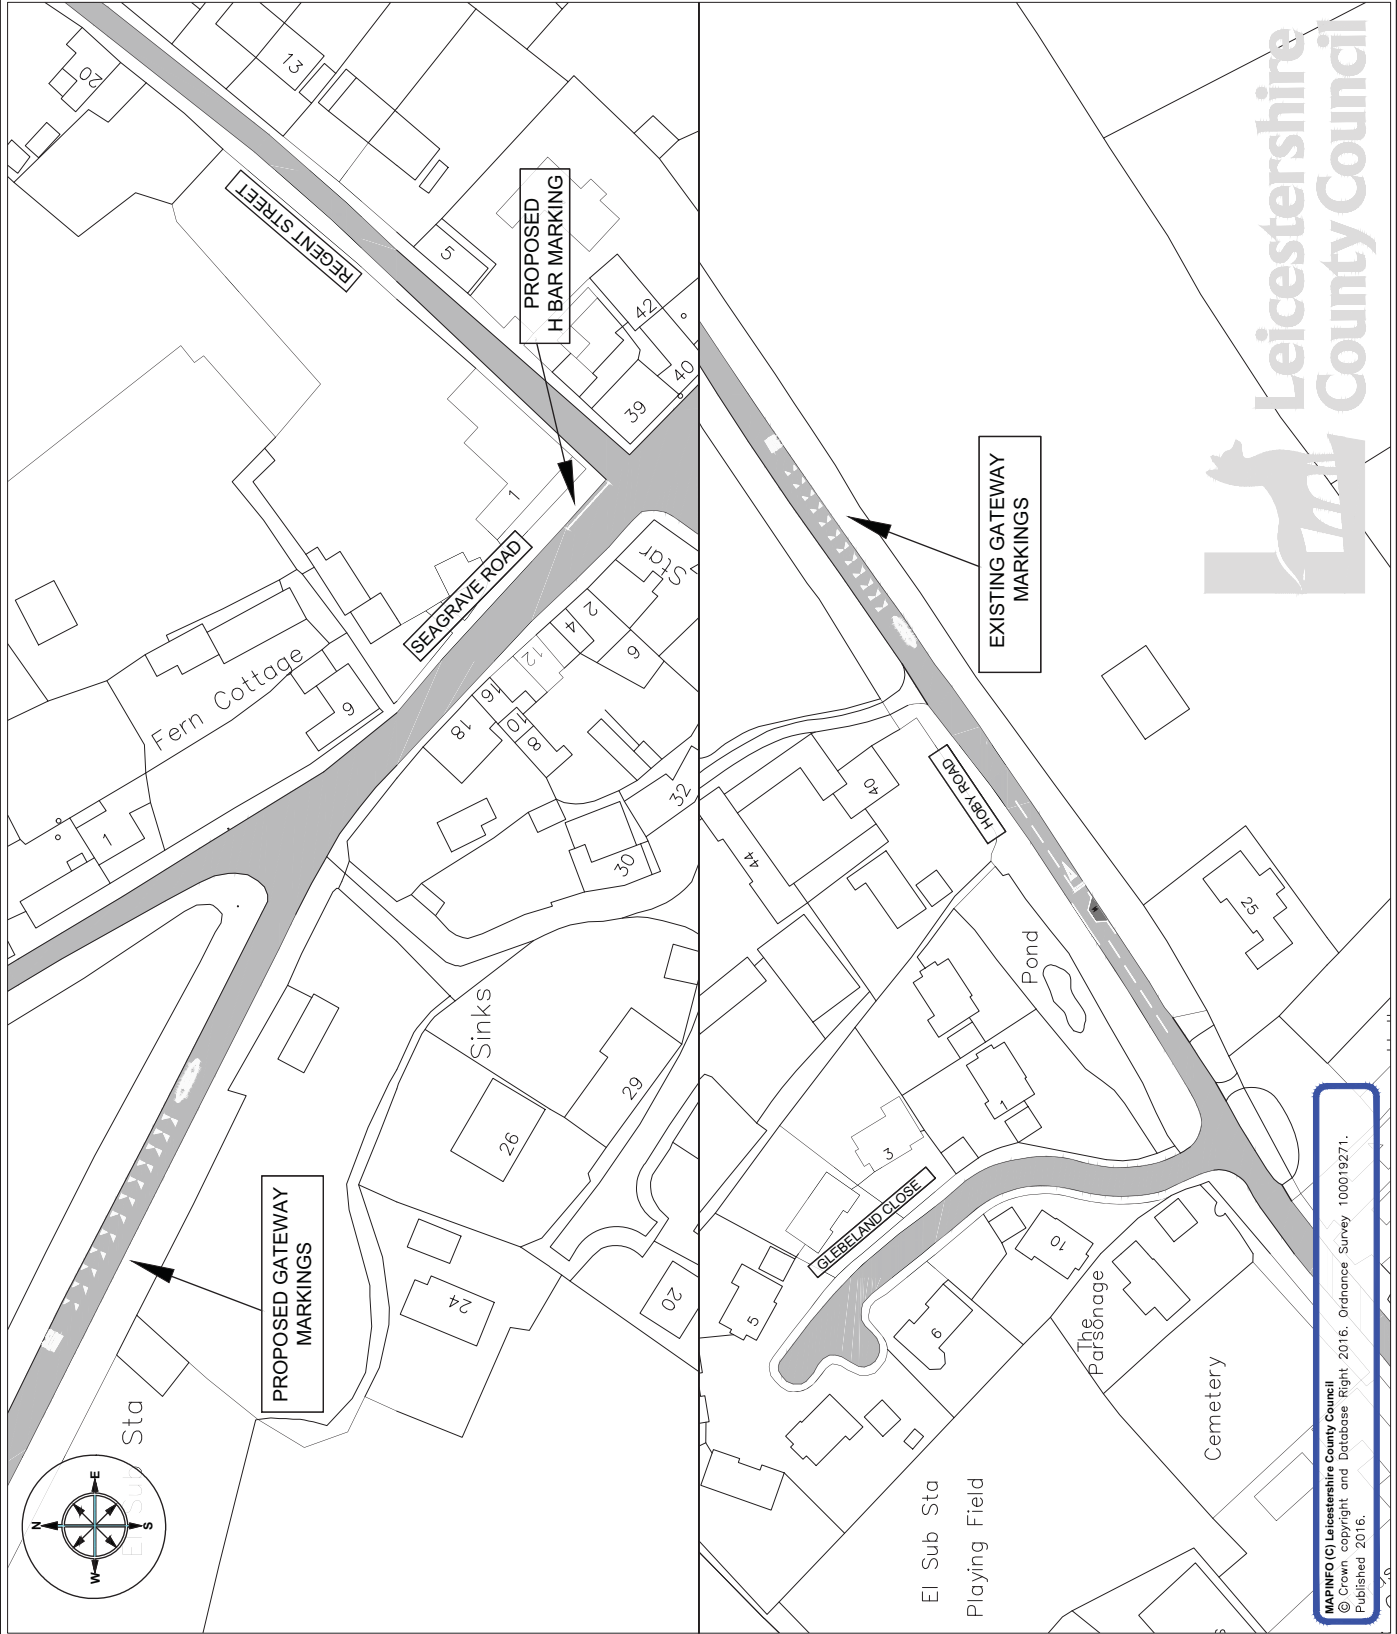 20
13
REGENT STREET
5
PROPOSED
H BAR MARKING
42
40
39
1
SEAGRAVE ROAD
Star
2
4
12
6
16
10
8
18
Fern Cottage
9
1
32
30
Sinks
29
26
24
20
PROPOSED GATEWAY
MARKINGS
El Sub Sta
N
E
S
W
Leicestershire
County Council
EXISTING GATEWAY
MARKINGS
HOBY ROAD
40
44
25
Pond
1
3
GLEBELAND CLOSE
5
6
10
The
Parsonage
Cemetery
El Sub Sta
Playing Field
MAPINFO (C) Leicestershire County Council
© Crown copyright and Database Right 2016. Ordnance Survey 100019271.
Published 2016.